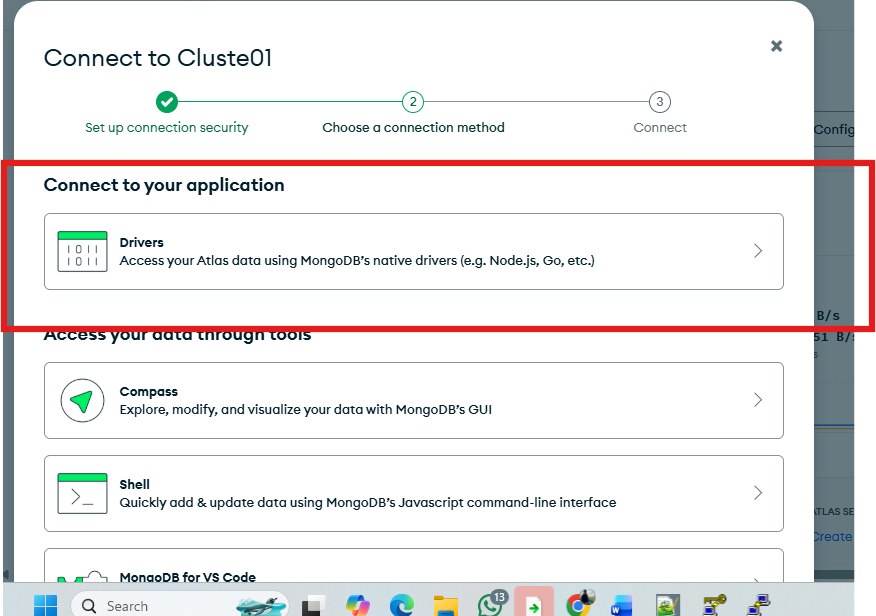 Connect to Cluste01
2
3
Set up connection security
Choose a connection method
Connect
Config
Connect to your application
1011
1011
Drivers
Access your Atlas data using MongoDB's native drivers (e.g. Node.js, Go, etc.)
B/s
51 B/s
Access your data through tools
Compass
Explore, modify, and visualize your data with MongoDB's GUI
Shell
Quickly add & update data using MongoDB's Javascript command-line interface
ATLAS SE
Create
MongoDB for VS Code
Search
13